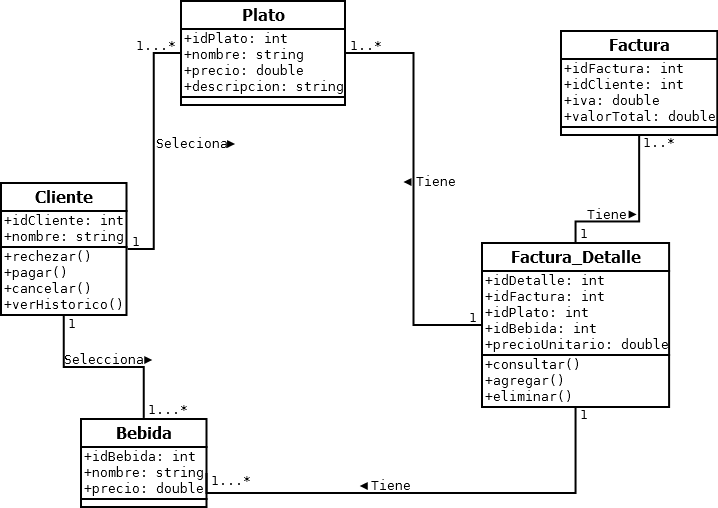 Plato
+idPlato: int
+nombre: string
+precio: double
+descripcion: string
1...*
1..*
Factura
+idFactura: int
+idCliente: int
+iva: double
+valorTotal: double
1..*
Seleciona▶
◀Tiene
Cliente
+idCliente: int
+nombre: string
+rechezar()
+pagar()
+cancelar()
+verHistorico()
1
1
Tiene▶
1
Factura_Detalle
+idDetalle: int
+idFactura: int
+idPlato: int
+idBebida: int
+precioUnitario: double
+consultar()
+agregar()
+eliminar()
1
1
Selecciona▶
1...*
Bebida
+idBebida: int
+nombre: string
+precio: double
1...*
◀Tiene